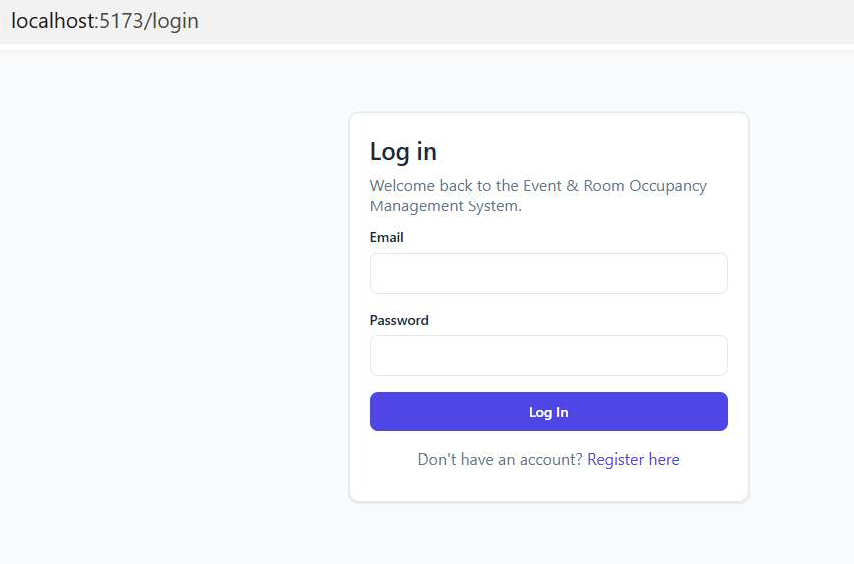 localhost:5173/login
Log in
Welcome back to the Event & Room Occupancy
Management System.
Email
Password
Log In
Don't have an account? Register here